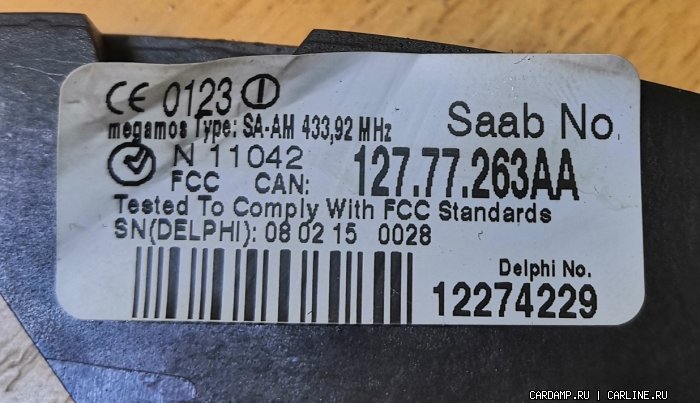 CE 0123
megamos Type: SA-AM 433,92 MHz
Saab No.
N 11042
127.77.263AA
FCC CAN:
Tested To Comply With FCC Standards
SN(DELPHI): 08 02 15 0028
Delphi No.
12274229
CARDAMP.RU | CARLINE.RU